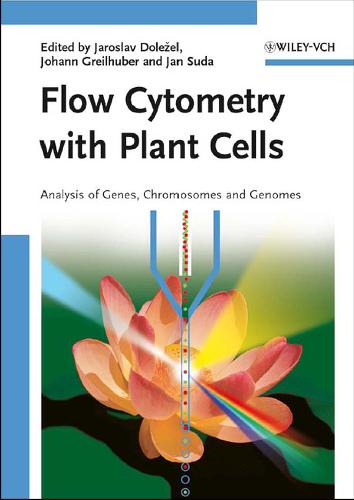 Edited by Jaroslav Doležel,
Johann Greilhuber and Jan Suda
WILEY-VCH
Flow Cytometry
with Plant Cells
Analysis of Genes, Chromosomes and Genomes